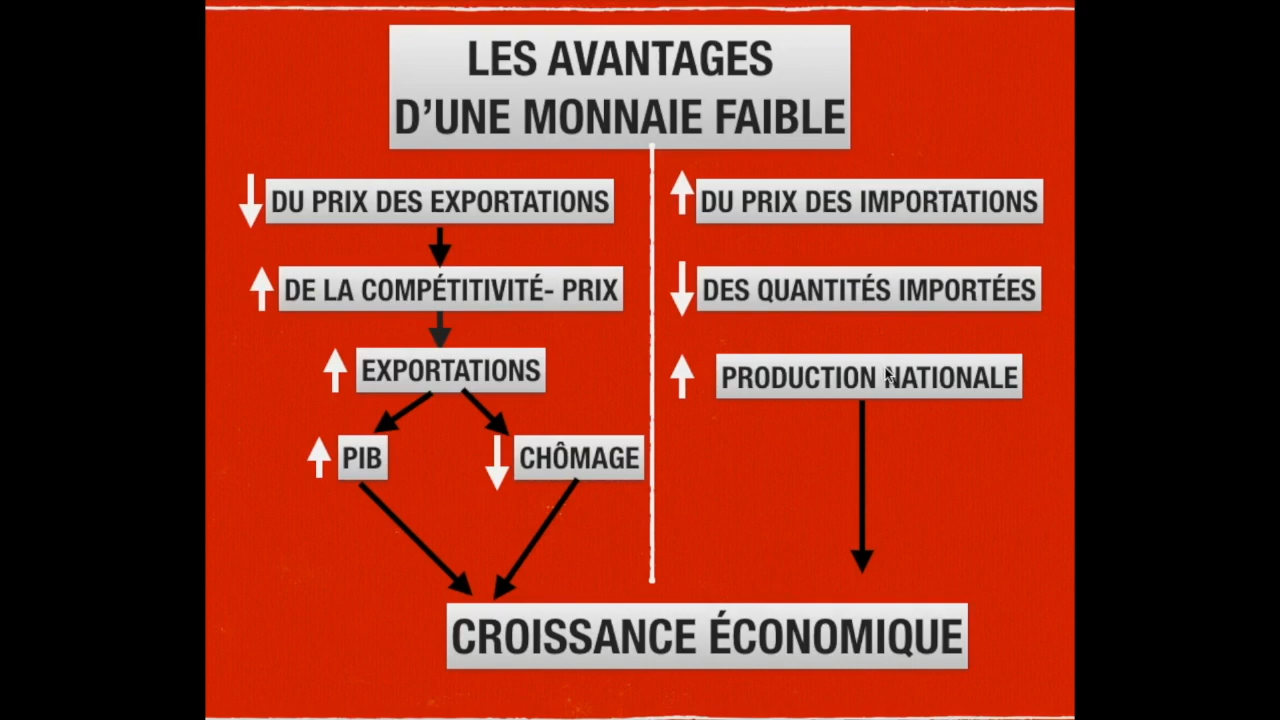 LES AVANTAGES
D'UNE MONNAIE FAIBLE
DU PRIX DES EXPORTATIONS
DE LA COMPÉTITIVITÉ- PRIX
EXPORTATIONS
PIB
CHÔMAGE
DU PRIX DES IMPORTATIONS
DES QUANTITÉS IMPORTÉES
PRODUCTION NATIONALE
CROISSANCE ÉCONOMIQUE